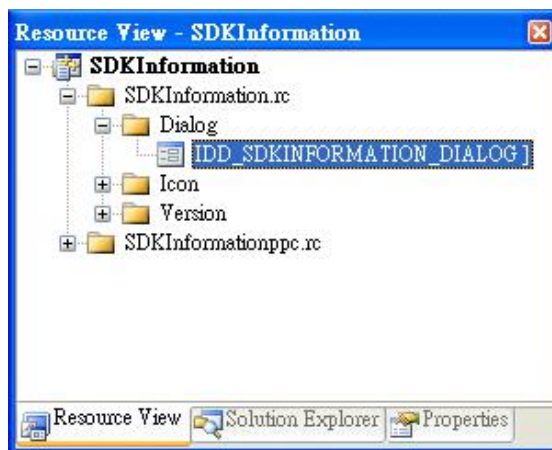 Resource View - SDKInformation
SDKInformation
SDKInformation.rc
Dialog
IDD_SDKINFORMATION_DIALOG ]
Icon
Version
SDKInformationppc.rc
Resource View Solution Explorer Properties